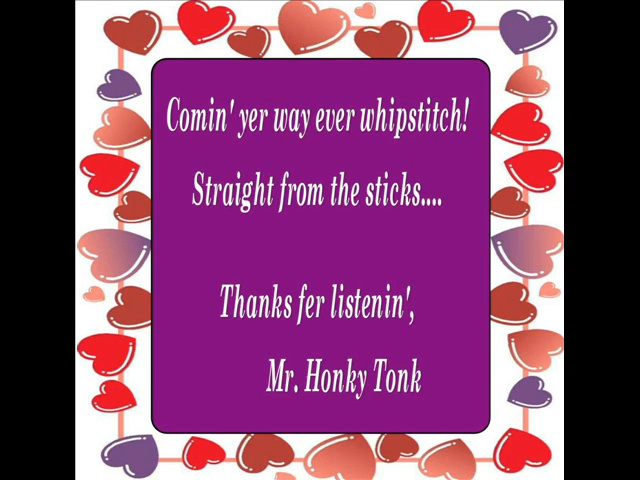 Comin' yer way ever whipstitch!
Straight from the sticks....
Thanks fer listenin',
Mr. Honky Tonk